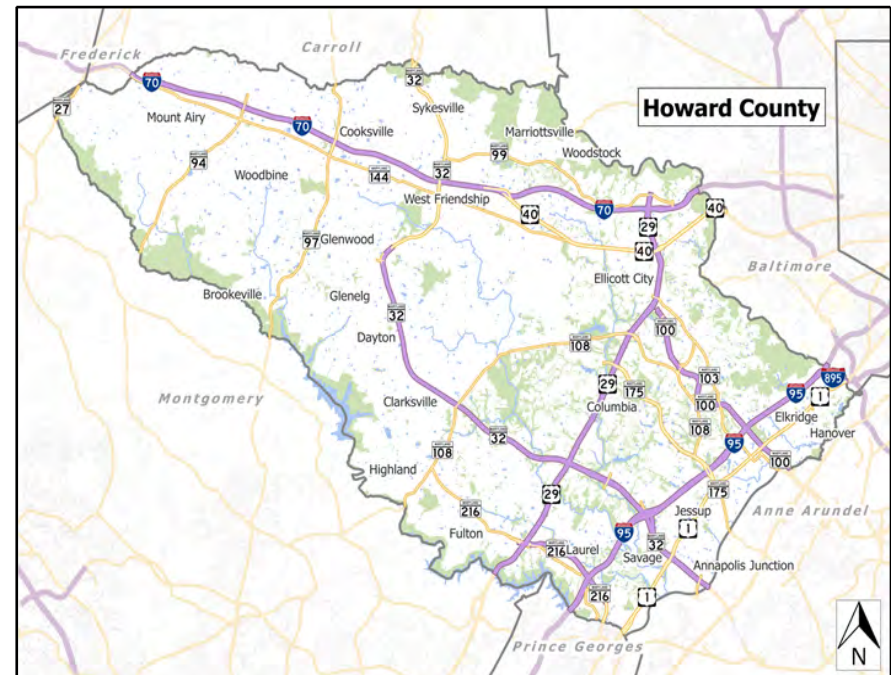 Frederick
Carroll
Howard County
70
32
27
Mount Airy
Sykesville
70
Cooksville
Marriottsville
94
99
Woodstock
Woodbine
144
32
West Friendship
70
40
40
29
97
Glenwood
40
Baltimore
Ellicott City
Brookeville
Glenelg
32
Dayton
100
108
103
895
29
175
95
1
Montgomery
Clarksville
Columbia
100
Elkridge
Hanover
32
108
95
108
100
Highland
29
175
Anne Arundel
216
Jessup
1
Fulton
95
216
Laurel
32
Savage
Annapolis Junction
216
1
Prince Georges
N